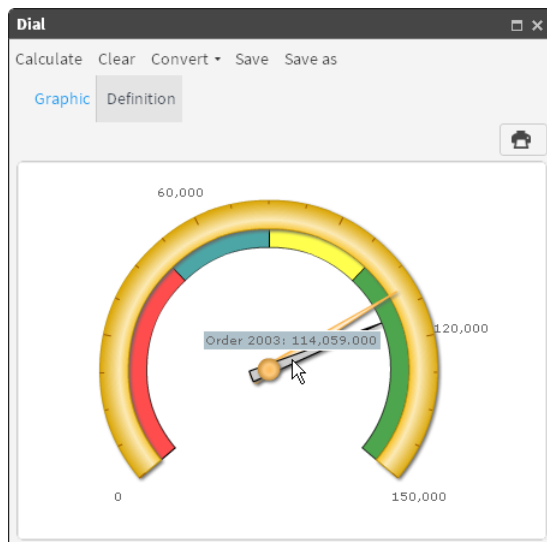 Dial
Calculate Clear Convert Save Save as
Graphic Definition
60,000
Order 2003: 114,059.000
120,000
0
150,000